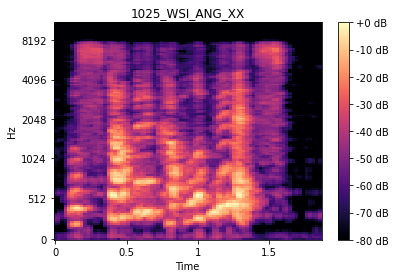 1025_WSI_ANG_XX
+0 dB
8192
-10 dB
4096
-20 dB
-30 dB
2048
Hz
-40 dB
1024
-50 dB
512
-60 dB
-70 dB
0
-80 dB
0
0.5
1
1.5
Time